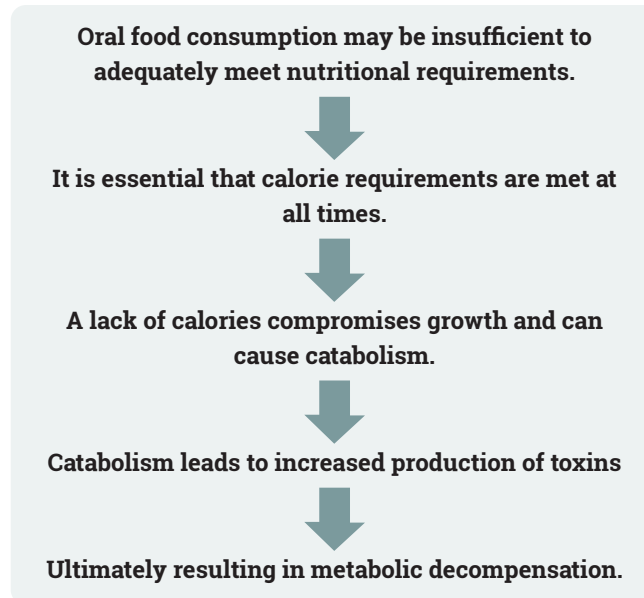 Oral food consumption may be insufficient to
adequately meet nutritional requirements.
It is essential that calorie requirements are met at
all times.
A lack of calories compromises growth and can
cause catabolism.
Catabolism leads to increased production of toxins
Ultimately resulting in metabolic decompensation.